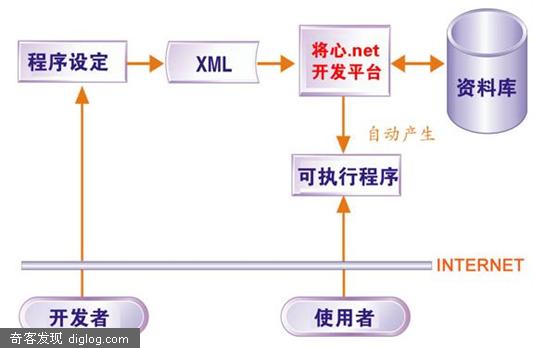 程序设定
XML
将心.net
开发平台
资料库
自动产生
可执行程序
INTERNET
开发者
使用者
奇客发现 diglog.com